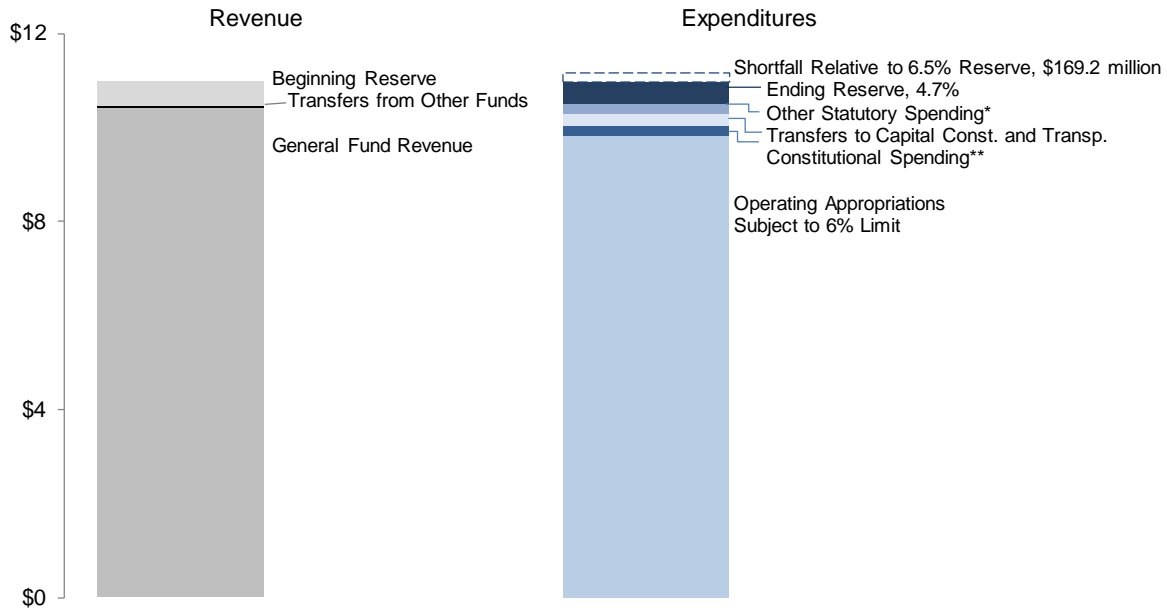 Revenue
Expenditures
$12
$8
$4
$0
Beginning Reserve
Transfers from Other Funds
General Fund Revenue
Shortfall Relative to 6.5% Reserve, $169.2 million
Ending Reserve, 4.7%
Other Statutory Spending*
Transfers to Capital Const. and Transp.
Constitutional Spending**
Operating Appropriations
Subject to 6% Limit